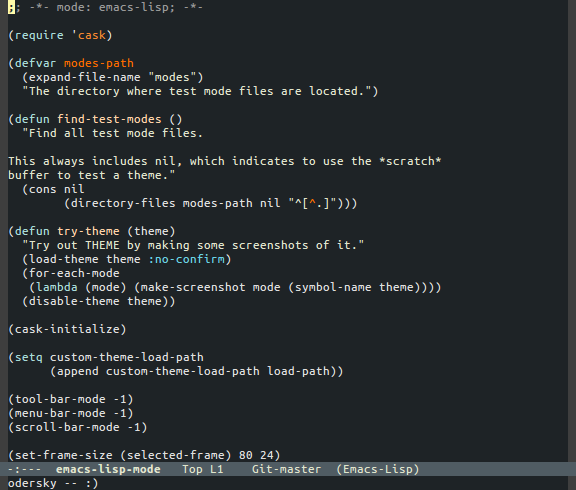 ;; -*- mode: emacs-lisp; -*-
(require 'cask)
(defvar modes-path
(expand-file-name "modes")
"The directory where test mode files are located.")
(defun find-test-modes ()
"Find all test mode files.
This always includes nil, which indicates to use the *scratch*
buffer to test a theme."
(cons nil
(directory-files modes-path nil "^[^.]")))
(defun try-theme (theme)
"Try out THEME by making some screenshots of it."
(load-theme theme :no-confirm)
(for-each-mode
(lambda (mode) (make-screenshot mode (symbol-name theme))))
(disable-theme theme))
(cask-initialize)
(setq custom-theme-load-path
(append custom-theme-load-path load-path))
(tool-bar-mode -1)
(menu-bar-mode -1)
(scroll-bar-mode -1)
(set-frame-size (selected-frame) 80 24)
-:--- emacs-lisp-mode Top L1 Git-master (Emacs-Lisp)
odersky -- :)